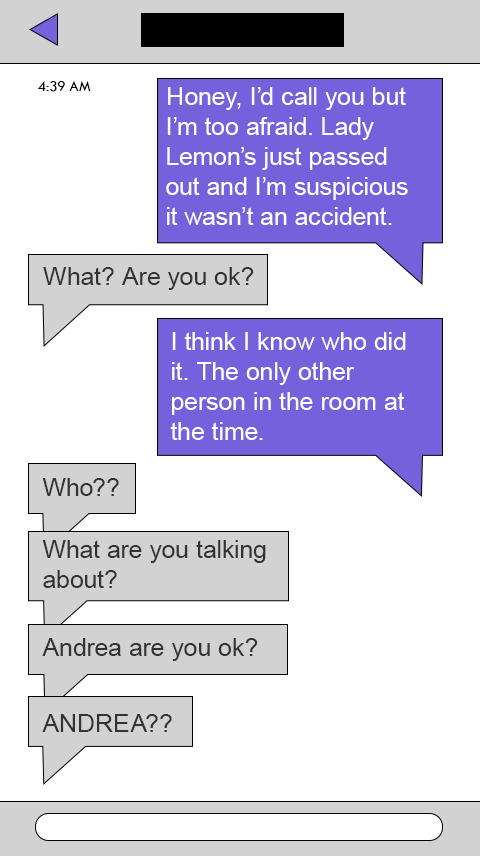 4:39 AM
Honey, I’d call you but
I’m too afraid. Lady
Lemon’s just passed
out and I’m suspicious
it wasn’t an accident.
What? Are you ok?
I think I know who did
it. The only other
person in the room at
the time.
Who??
What are you talking
about?
Andrea are you ok?
ANDREA??